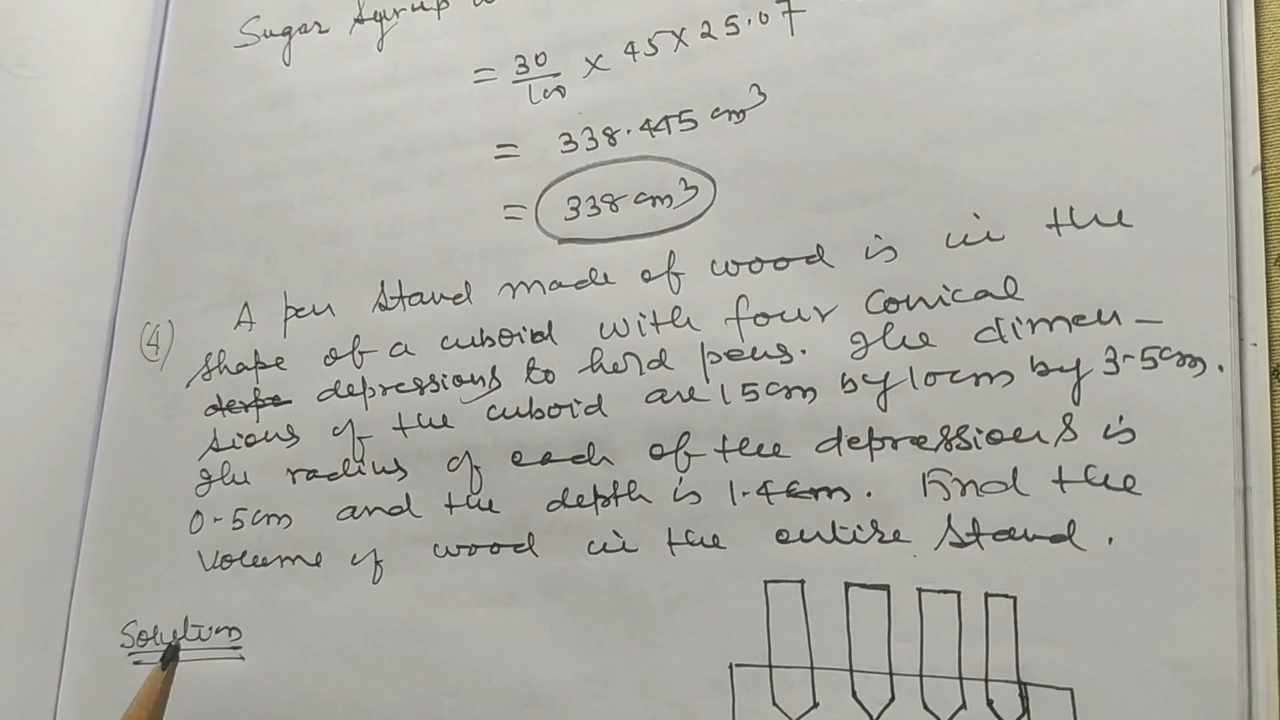 Sugar Syrup
= 30/100 × 45 × 25.07
= 338.445 cm³
= 338 cm³
(4) A pen stand made of wood is in the
shape of a cuboid with four conical
depressions to hold pens. The dimen-
sions of the cuboid are 15cm by 10cm by 3.5cm.
The radius of each of the depressions is
0.5cm and the depth is 1.4cm. Find the
volume of wood in the entire stand.
Solution